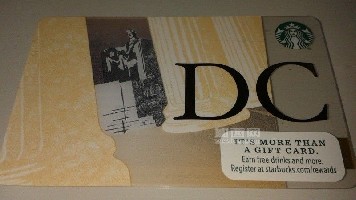 DC
IT'S MORE THAN
A GIFT CARD.
Earn free drinks and more.
Register at starbucks.com/rewards